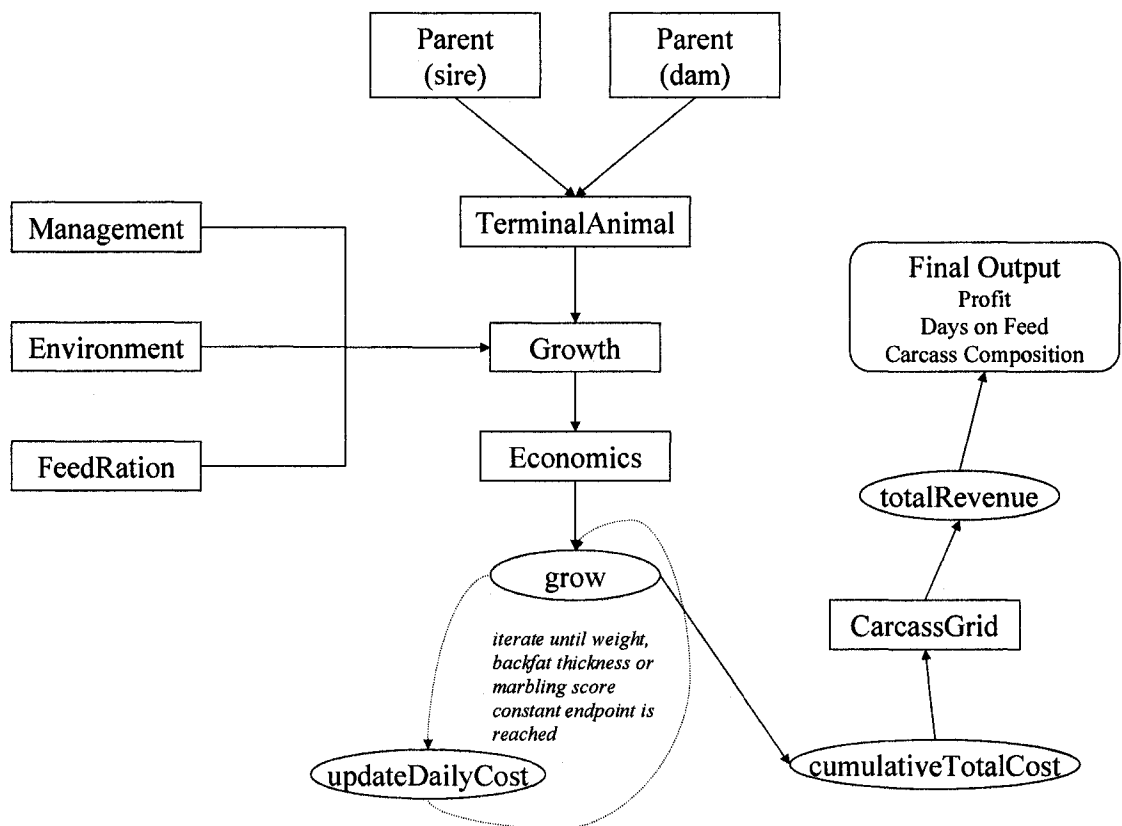 Parent
(sire)
Parent
(dam)
TerminalAnimal
Management
Environment
FeedRation
Growth
Economics
grow
iterate until weight,
backfat thickness or
marbling score
constant endpoint is
reached
updateDailyCost
cumulativeTotalCost
CarcassGrid
totalRevenue
Final Output
Profit
Days on Feed
Carcass Composition